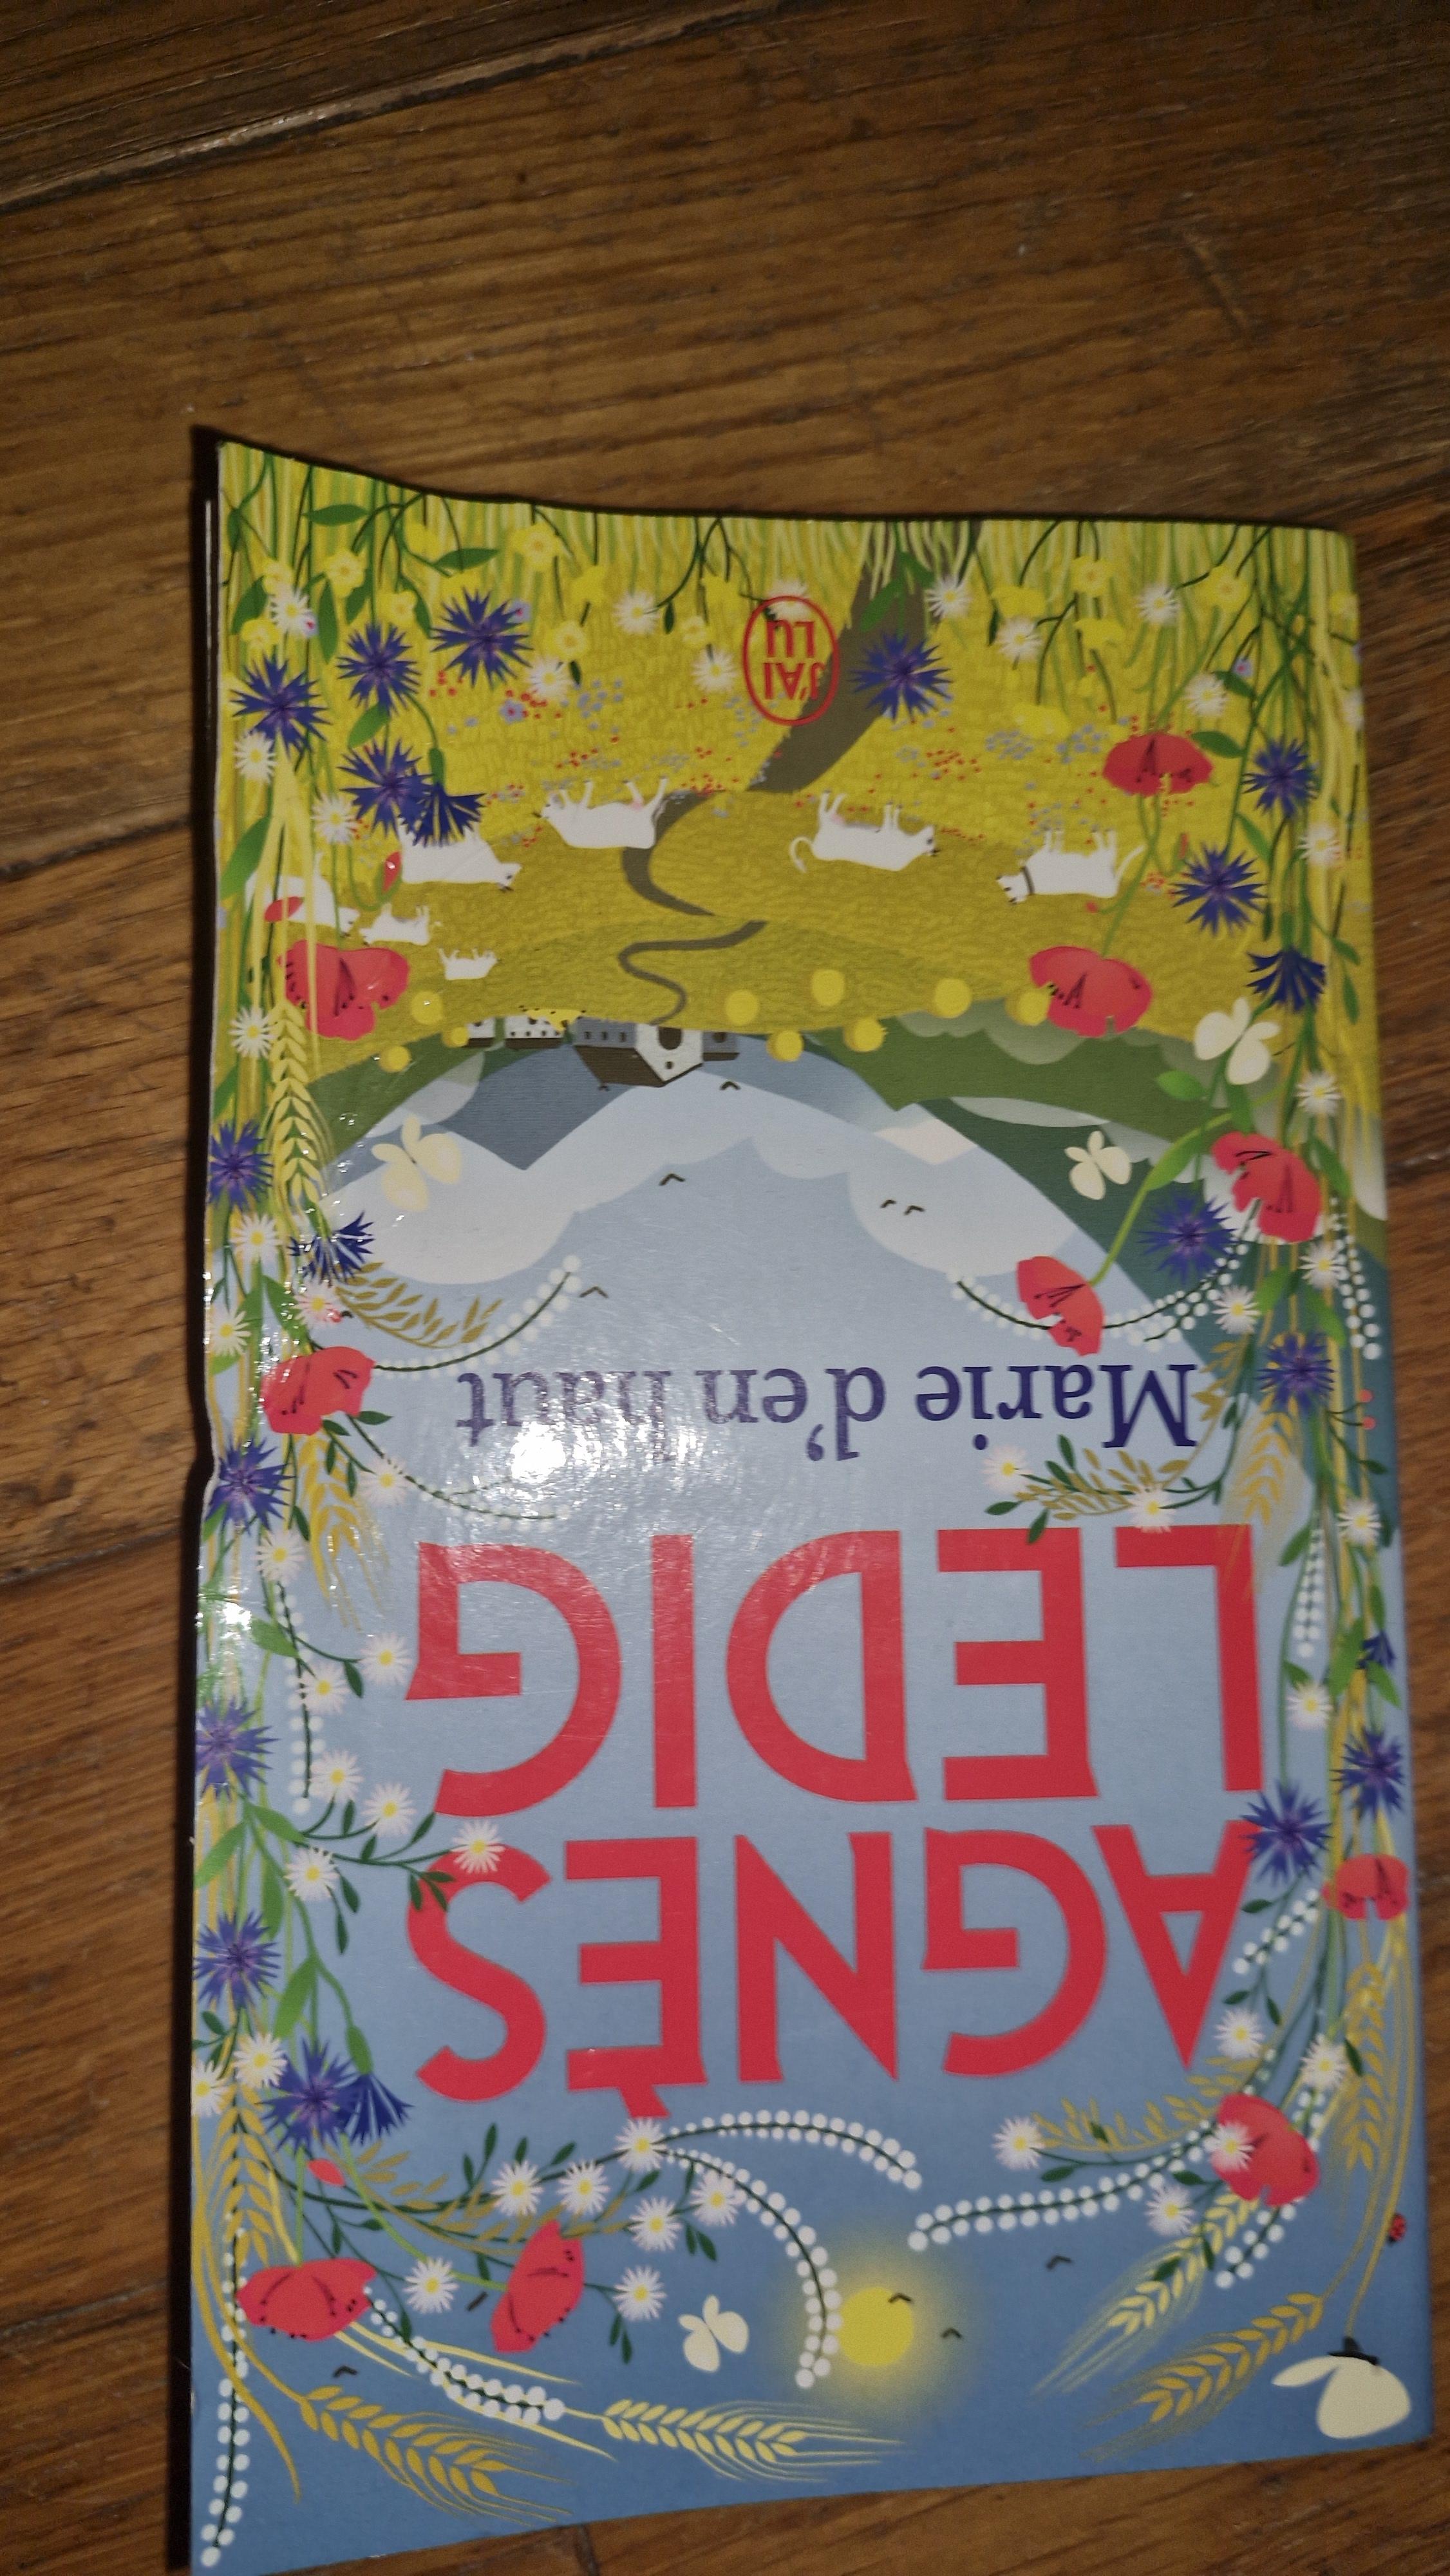 AGNÈS
LEDIG
Marie d'en haut
J'AI
LU